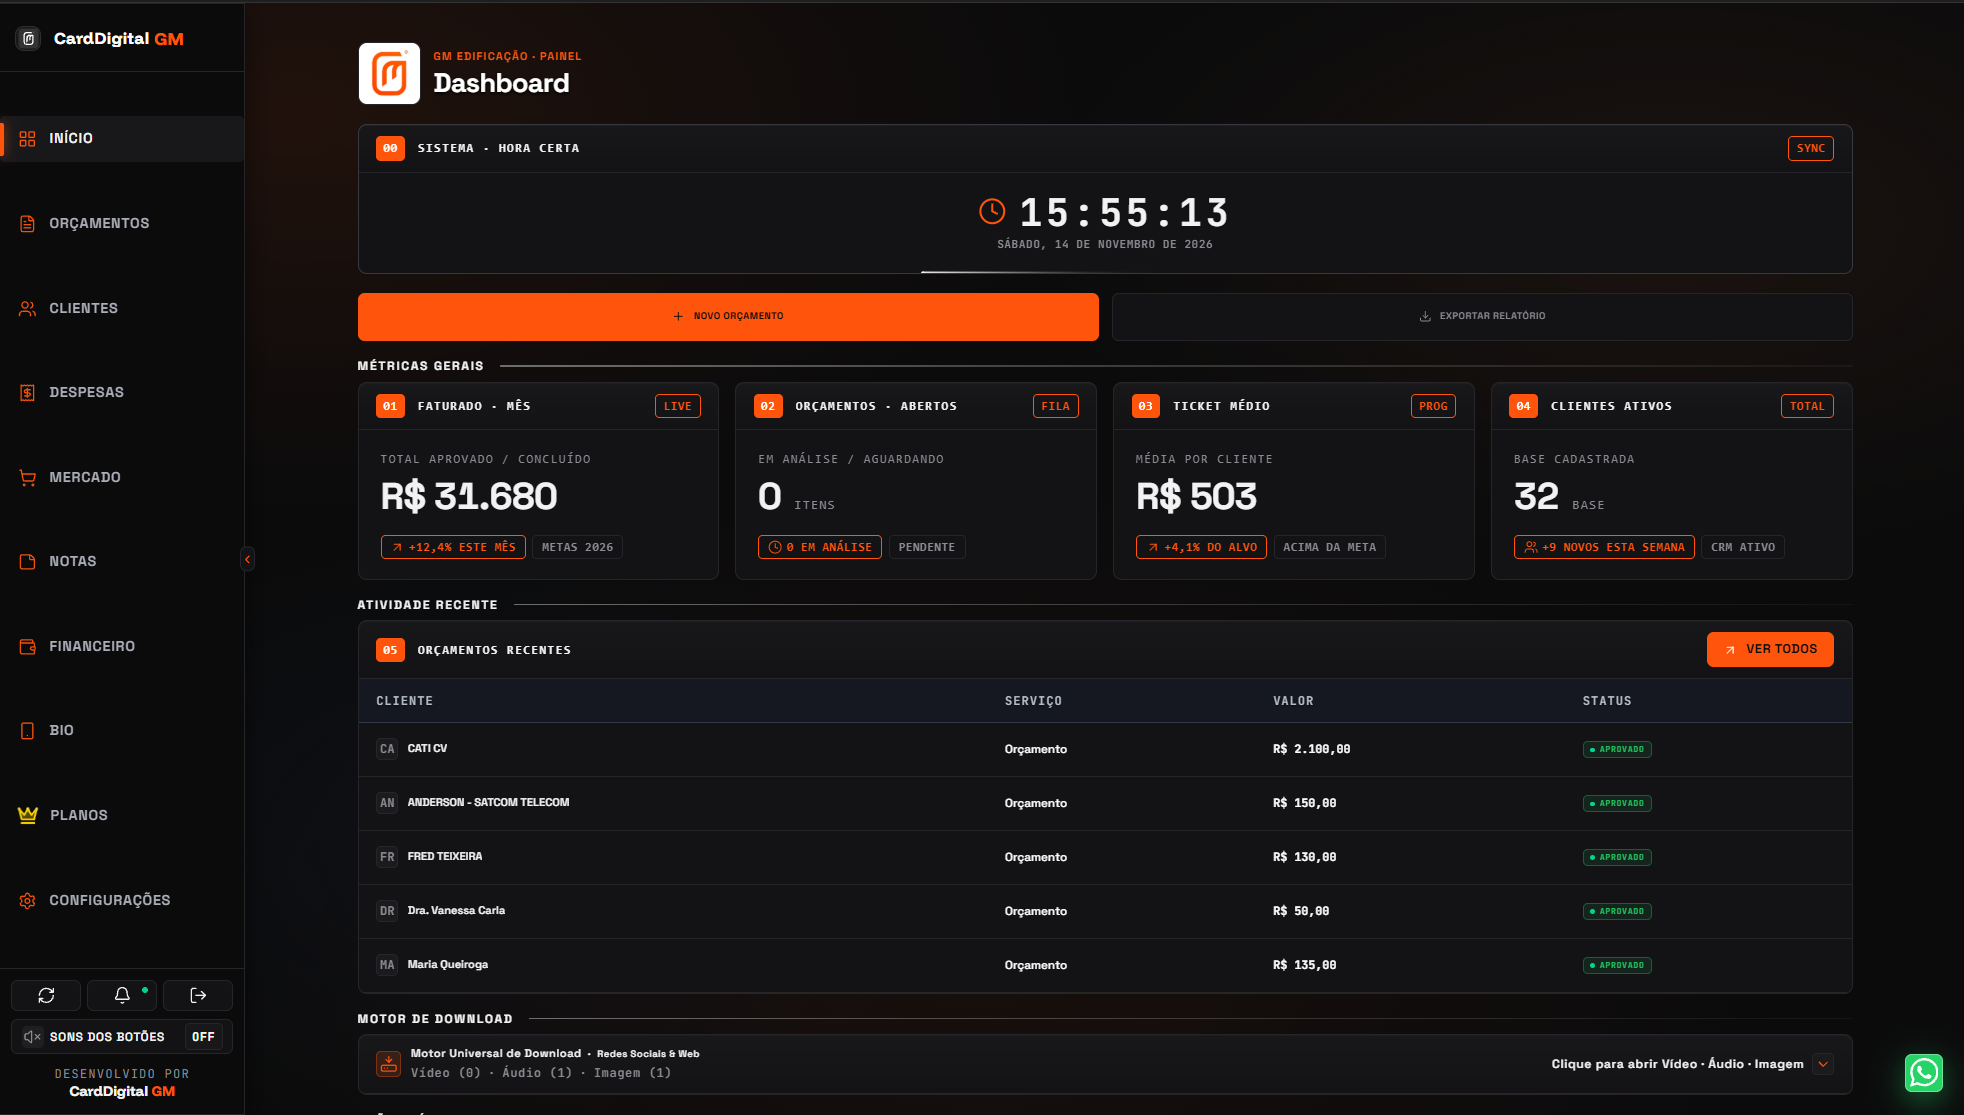 CardDigital GM
INÍCIO
ORÇAMENTOS
CLIENTES
DESPESAS
MERCADO
NOTAS
FINANCEIRO
BIO
PLANOS
CONFIGURAÇÕES
SONS DOS BOTÕES OFF
DESENVOLVIDO POR
CardDigital GM
GM EDIFICAÇÃO · PAINEL
Dashboard
00 SISTEMA · HORA CERTA SYNC
15:55:13
SÁBADO, 14 DE NOVEMBRO DE 2026
NOVO ORÇAMENTO
EXPORTAR RELATÓRIO
MÉTRICAS GERAIS
01 FATURADO · MÊS LIVE
TOTAL APROVADO / CONCLUÍDO
R$ 31.680
+12,4% ESTE MÊS METAS 2026
02 ORÇAMENTOS · ABERTOS FILA
EM ANÁLISE / AGUARDANDO
0 ITENS
0 EM ANÁLISE PENDENTE
03 TICKET MÉDIO PROG
MÉDIA POR CLIENTE
R$ 503
+4,1% DO ALVO ACIMA DA META
04 CLIENTES ATIVOS TOTAL
BASE CADASTRADA
32 BASE
+9 NOVOS ESTA SEMANA CRM ATIVO
ATIVIDADE RECENTE
05 ORÇAMENTOS RECENTES VER TODOS
CLIENTE SERVIÇO VALOR STATUS
CA CATI CV Orçamento R$ 2.100,00 APROVADO
AN ANDERSON - SATCOM TELECOM Orçamento R$ 150,00 APROVADO
FR FRED TEIXEIRA Orçamento R$ 130,00 APROVADO
DR Dra. Vanessa Carla Orçamento R$ 50,00 APROVADO
MA Maria Queiroga Orçamento R$ 135,00 APROVADO
MOTOR DE DOWNLOAD
Motor Universal de Download · Redes Sociais & Web
Vídeo (0) · Áudio (1) · Imagem (1)
Clique para abrir Vídeo · Áudio · Imagem